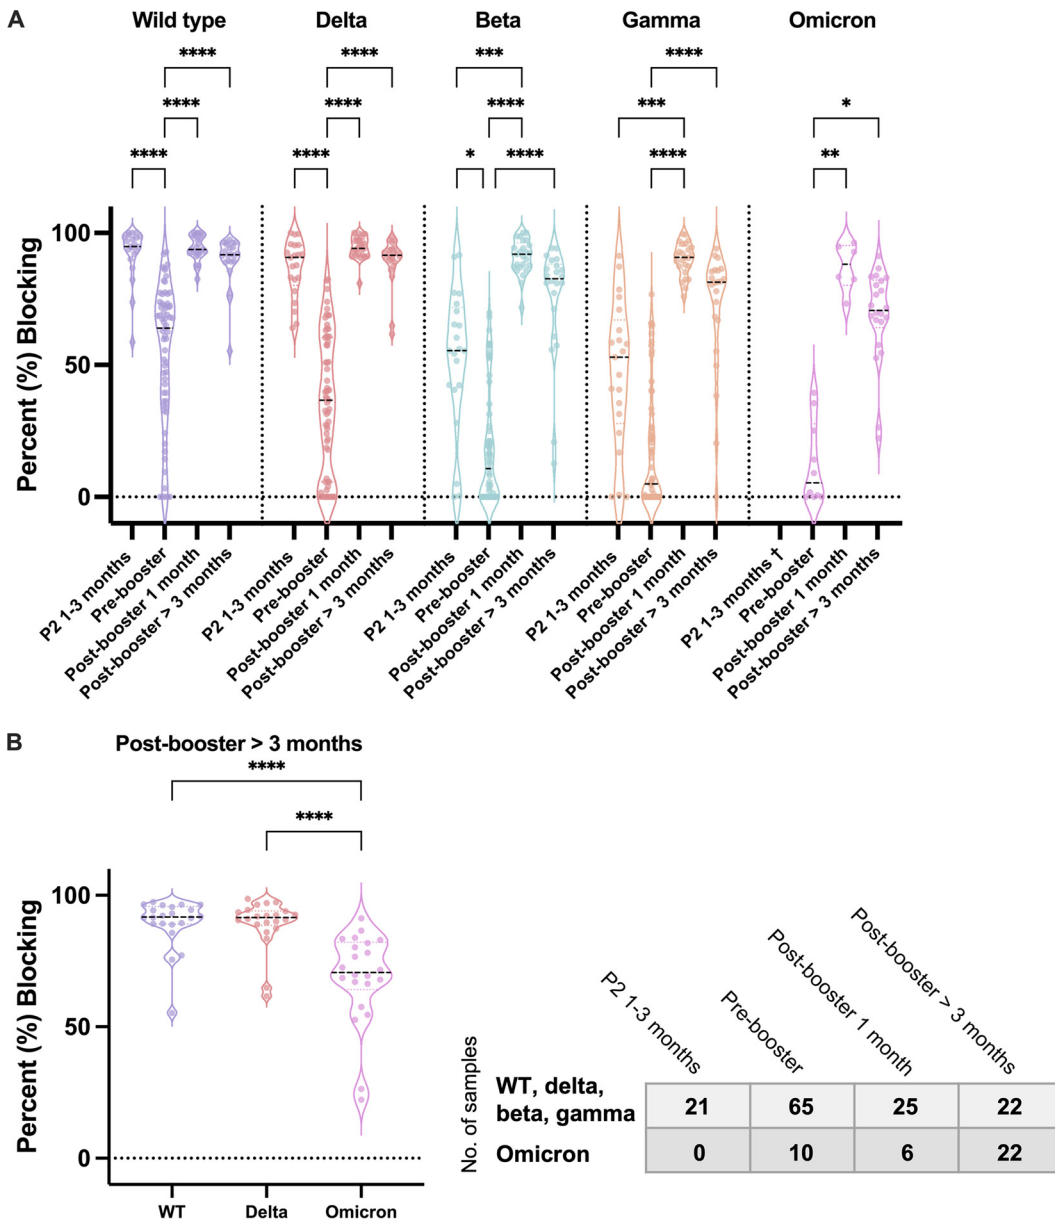 A
Wild type Delta Beta Gamma Omicron
**** **** *** **** *
**** **** **** *** **
**** **** * **** ****
Percent (%) Blocking
100
50
0
P2 1-3 months
Pre-booster
Post-booster 1 month
Post-booster > 3 months
P2 1-3 months
Pre-booster
Post-booster 1 month
Post-booster > 3 months
P2 1-3 months
Pre-booster
Post-booster 1 month
Post-booster > 3 months
P2 1-3 months
Pre-booster
Post-booster 1 month
Post-booster > 3 months
P2 1-3 months †
Pre-booster
Post-booster 1 month
Post-booster > 3 months
B
Post-booster > 3 months
****
****
Percent (%) Blocking
100
50
0
WT Delta Omicron
P2 1-3 months
Pre-booster
Post-booster 1 month
Post-booster > 3 months
No. of samples
WT, delta,
beta, gamma
21 65 25 22
Omicron 0 10 6 22